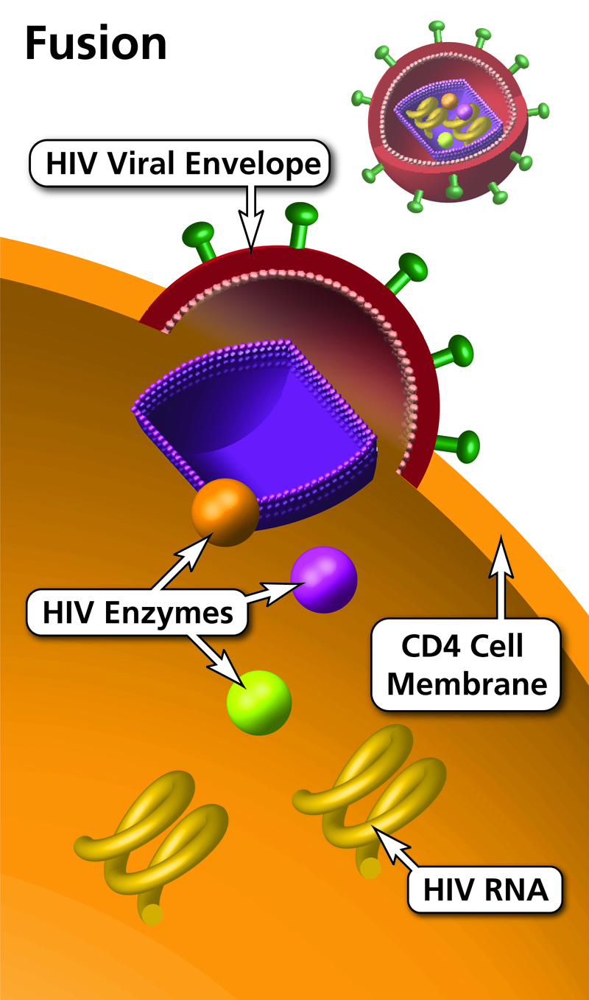 Fusion
HIV Viral Envelope
HIV Enzymes
CD4 Cell
Membrane
HIV RNA